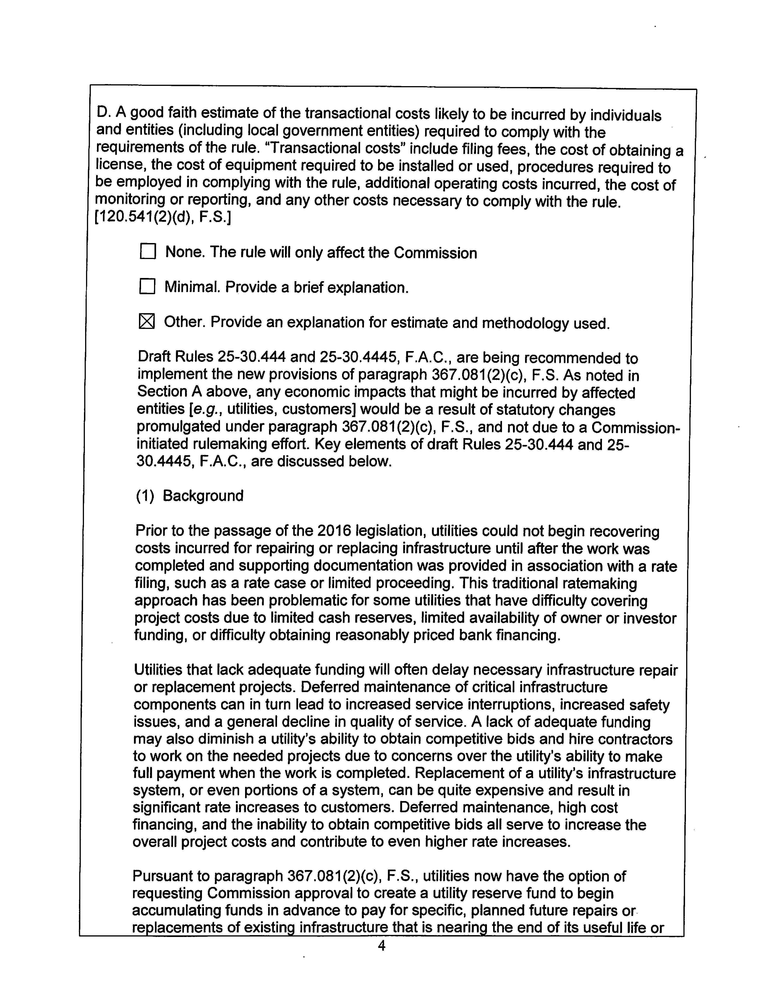 D. A good faith estimate of the transactional costs likely to be incurred by individuals
and entities (including local government entities) required to comply with the
requirements of the rule. “Transactional costs” include filing fees, the cost of obtaining a
license, the cost of equipment required to be installed or used, procedures required to
be employed in complying with the rule, additional operating costs incurred, the cost of
monitoring or reporting, and any other costs necessary to comply with the rule.
[120.541(2)(d), F.S.]
☐ None. The rule will only affect the Commission
☐ Minimal. Provide a brief explanation.
☒ Other. Provide an explanation for estimate and methodology used.
Draft Rules 25-30.444 and 25-30.4445, F.A.C., are being recommended to
implement the new provisions of paragraph 367.081(2)(c), F.S. As noted in
Section A above, any economic impacts that might be incurred by affected
entities [e.g., utilities, customers] would be a result of statutory changes
promulgated under paragraph 367.081(2)(c), F.S., and not due to a Commission-
initiated rulemaking effort. Key elements of draft Rules 25-30.444 and 25-
30.4445, F.A.C., are discussed below.
(1) Background
Prior to the passage of the 2016 legislation, utilities could not begin recovering
costs incurred for repairing or replacing infrastructure until after the work was
completed and supporting documentation was provided in association with a rate
filing, such as a rate case or limited proceeding. This traditional ratemaking
approach has been problematic for some utilities that have difficulty covering
project costs due to limited cash reserves, limited availability of owner or investor
funding, or difficulty obtaining reasonably priced bank financing.
Utilities that lack adequate funding will often delay necessary infrastructure repair
or replacement projects. Deferred maintenance of critical infrastructure
components can in turn lead to increased service interruptions, increased safety
issues, and a general decline in quality of service. A lack of adequate funding
may also diminish a utility’s ability to obtain competitive bids and hire contractors
to work on the needed projects due to concerns over the utility’s ability to make
full payment when the work is completed. Replacement of a utility’s infrastructure
system, or even portions of a system, can be quite expensive and result in
significant rate increases to customers. Deferred maintenance, high cost
financing, and the inability to obtain competitive bids all serve to increase the
overall project costs and contribute to even higher rate increases.
Pursuant to paragraph 367.081(2)(c), F.S., utilities now have the option of
requesting Commission approval to create a utility reserve fund to begin
accumulating funds in advance to pay for specific, planned future repairs or
replacements of existing infrastructure that is nearing the end of its useful life or
4